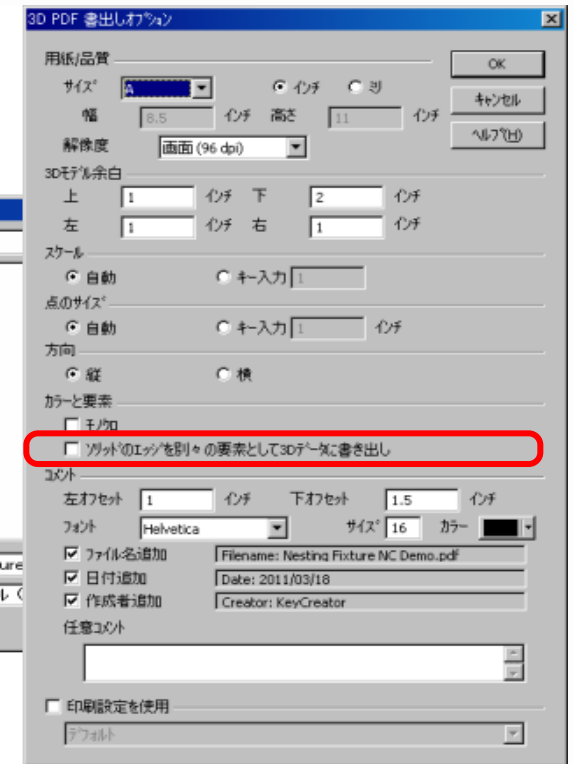 3D PDF 書出しｵﾌﾟｼｮﾝ
用紙/品質
OK
ｻｲｽﾞ A インチ ミリ
キャンセル
幅 8.5 インチ 高さ 11 インチ
ﾍﾙﾌﾟ(H)
解像度 画面 (96 dpi)
3Dﾓﾃﾞﾙ余白
上 1 インチ 下 2 インチ
左 1 インチ 右 1 インチ
スケール
自動 キー入力 1
点のｻｲｽﾞ
自動 キー入力 1 インチ
方向
縦 横
ｶﾗｰと要素
ﾓﾉｸﾛ
ｿﾘｯﾄﾞのｴｯｼﾞを別々の要素として3Dﾃﾞｰﾀに書き出し
ｺﾒﾝﾄ
左ｵﾌｾｯﾄ 1 インチ 下ｵﾌｾｯﾄ 1.5 インチ
ﾌｫﾝﾄ Helvetica ｻｲｽﾞ 16 ｶﾗｰ
ファイル名追加 Filename: Nesting Fixture NC Demo.pdf
ure
日付追加 Date: 2011/03/18
作成者追加 Creator: KeyCreator
任意ｺﾒﾝﾄ
印刷設定を使用
ﾃﾞﾌｫﾙﾄ